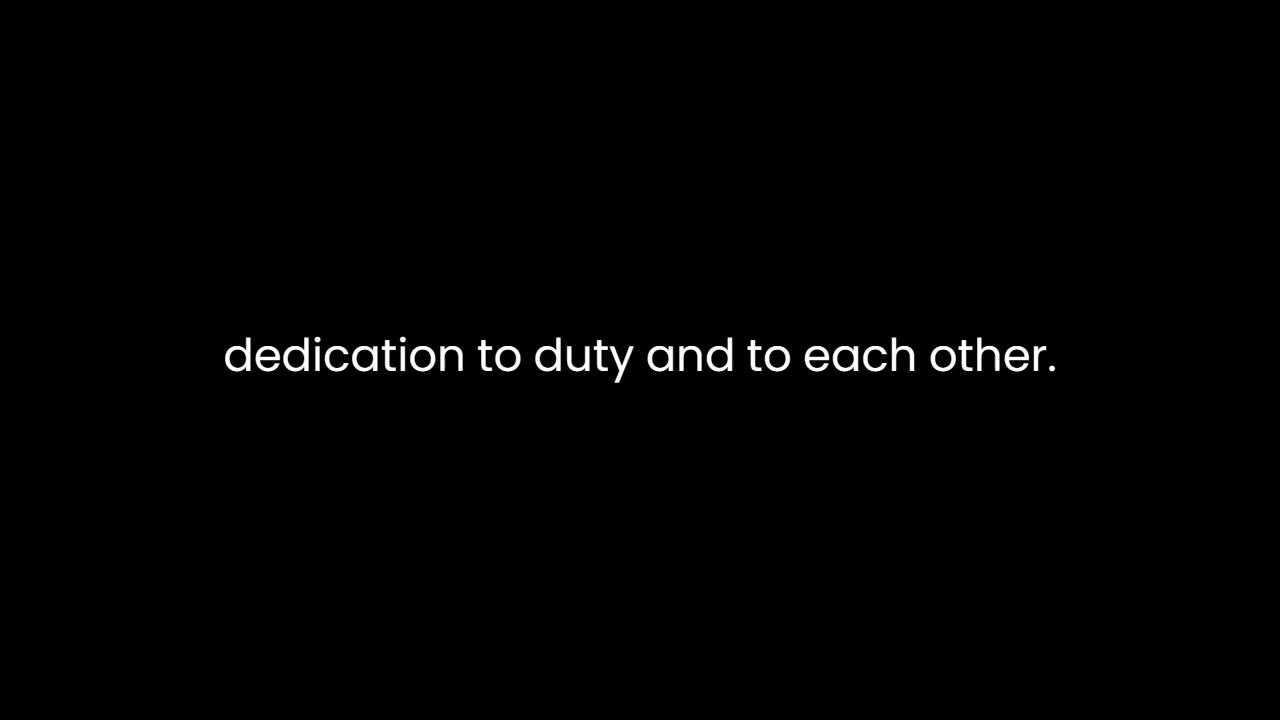 dedication to duty and to each other.